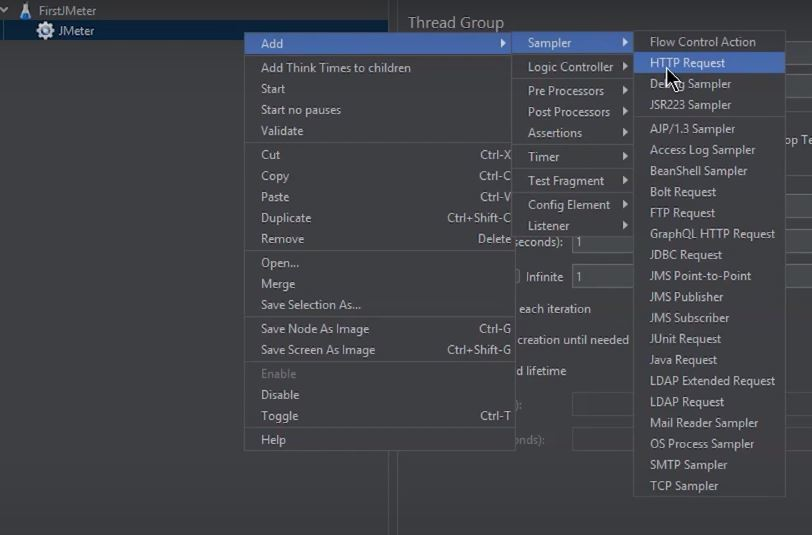 FirstJMeter
JMeter
Thread Group
Add
Add Think Times to children
Start
Start no pauses
Validate
Cut Ctrl-X
Copy Ctrl-C
Paste Ctrl-V
Duplicate Ctrl+Shift-C
Remove Delete
Open...
Merge
Save Selection As...
Save Node As Image Ctrl-G
Save Screen As Image Ctrl+Shift-G
Enable
Disable
Toggle Ctrl-T
Help
Sampler
Logic Controller
Pre Processors
Post Processors
Assertions
Timer
Test Fragment
Config Element
Listener
Flow Control Action
HTTP Request
Debug Sampler
JSR223 Sampler
AJP/1.3 Sampler
Access Log Sampler
BeanShell Sampler
Bolt Request
FTP Request
GraphQL HTTP Request
JDBC Request
JMS Point-to-Point
JMS Publisher
JMS Subscriber
JUnit Request
Java Request
LDAP Extended Request
LDAP Request
Mail Reader Sampler
OS Process Sampler
SMTP Sampler
TCP Sampler
op Te
econds): 1
Infinite 1
each iteration
creation until needed
d lifetime
):
onds):